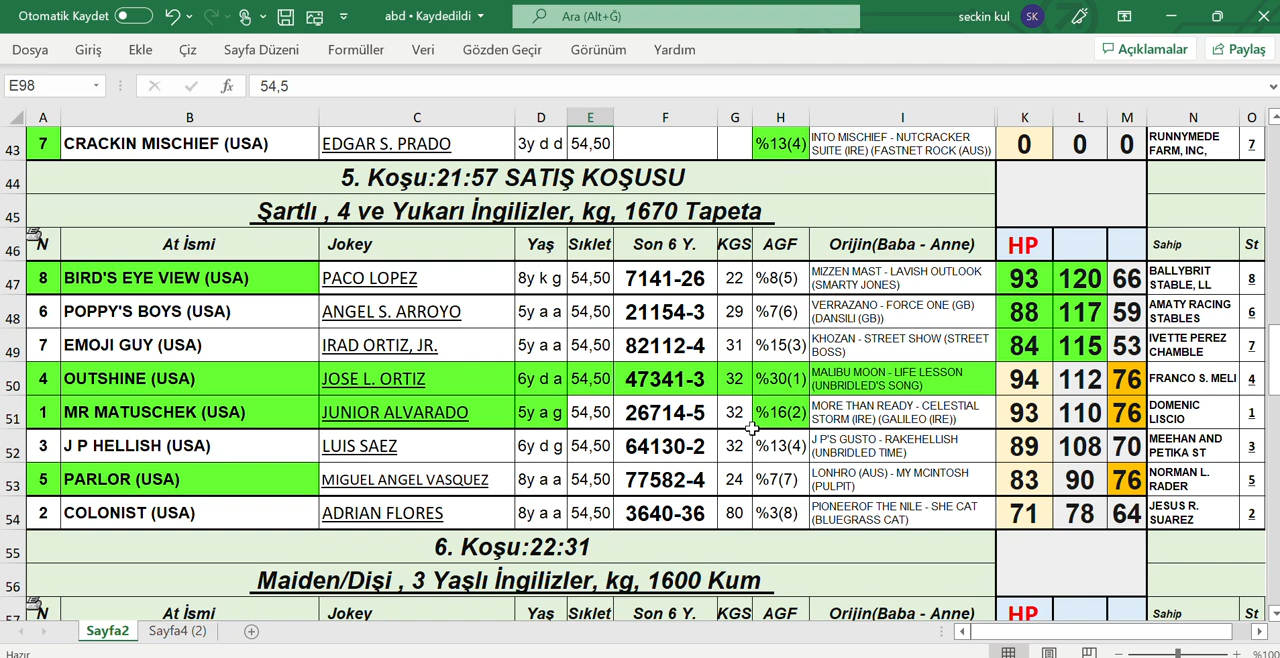 Otomatik Kaydet abd • Kaydedildi Ara (Alt+Ğ) seckin kul SK
Dosya Giriş Ekle Çiz Sayfa Düzeni Formüller Veri Gözden Geçir Görünüm Yardım Açıklamalar Paylaş
E98 fx 54,5
A B C D E F G H I K L M N O
43 7 CRACKIN MISCHIEF (USA) EDGAR S. PRADO 3y d d 54,50 %13(4) INTO MISCHIEF - NUTCRACKER SUITE (IRE) (FASTNET ROCK (AUS)) 0 0 0 RUNNYMEDE FARM, INC, 7
44 5. Koşu:21:57 SATIŞ KOŞUSU
45 Şartlı , 4 ve Yukarı İngilizler, kg, 1670 Tapeta
46 N At İsmi Jokey Yaş Sıklet Son 6 Y. KGS AGF Orijin(Baba - Anne) HP Sahip St
47 8 BIRD'S EYE VIEW (USA) PACO LOPEZ 8y k g 54,50 7141-26 22 %8(5) MIZZEN MAST - LAVISH OUTLOOK (SMARTY JONES) 93 120 66 BALLYBRIT STABLE, LL 8
48 6 POPPY'S BOYS (USA) ANGEL S. ARROYO 5y a a 54,50 21154-3 29 %7(6) VERRAZANO - FORCE ONE (GB) (DANSILI (GB)) 88 117 59 AMATY RACING STABLES 6
49 7 EMOJI GUY (USA) IRAD ORTIZ, JR. 5y a a 54,50 82112-4 31 %15(3) KHOZAN - STREET SHOW (STREET BOSS) 84 115 53 IVETTE PEREZ CHAMBLE 7
50 4 OUTSHINE (USA) JOSE L. ORTIZ 6y d a 54,50 47341-3 32 %30(1) MALIBU MOON - LIFE LESSON (UNBRIDLED'S SONG) 94 112 76 FRANCO S. MELI 4
51 1 MR MATUSCHEK (USA) JUNIOR ALVARADO 5y a g 54,50 26714-5 32 %16(2) MORE THAN READY - CELESTIAL STORM (IRE) (GALILEO (IRE)) 93 110 76 DOMENIC LISCIO 1
52 3 J P HELLISH (USA) LUIS SAEZ 6y d g 54,50 64130-2 32 %13(4) J P'S GUSTO - RAKEHELLISH (UNBRIDLED TIME) 89 108 70 MEEHAN AND PETIKA ST 3
53 5 PARLOR (USA) MIGUEL ANGEL VASQUEZ 8y a a 54,50 77582-4 24 %7(7) LONHRO (AUS) - MY MCINTOSH (PULPIT) 83 90 76 NORMAN L. RADER 5
54 2 COLONIST (USA) ADRIAN FLORES 8y a a 54,50 3640-36 80 %3(8) PIONEEROF THE NILE - SHE CAT (BLUEGRASS CAT) 71 78 64 JESUS R. SUAREZ 2
55 6. Koşu:22:31
56 Maiden/Dişi , 3 Yaşlı İngilizler, kg, 1600 Kum
57 N At İsmi Jokey Yaş Sıklet Son 6 Y. KGS AGF Orijin(Baba - Anne) HP Sahip St
Sayfa2 Sayfa4 (2)
Hazır %100